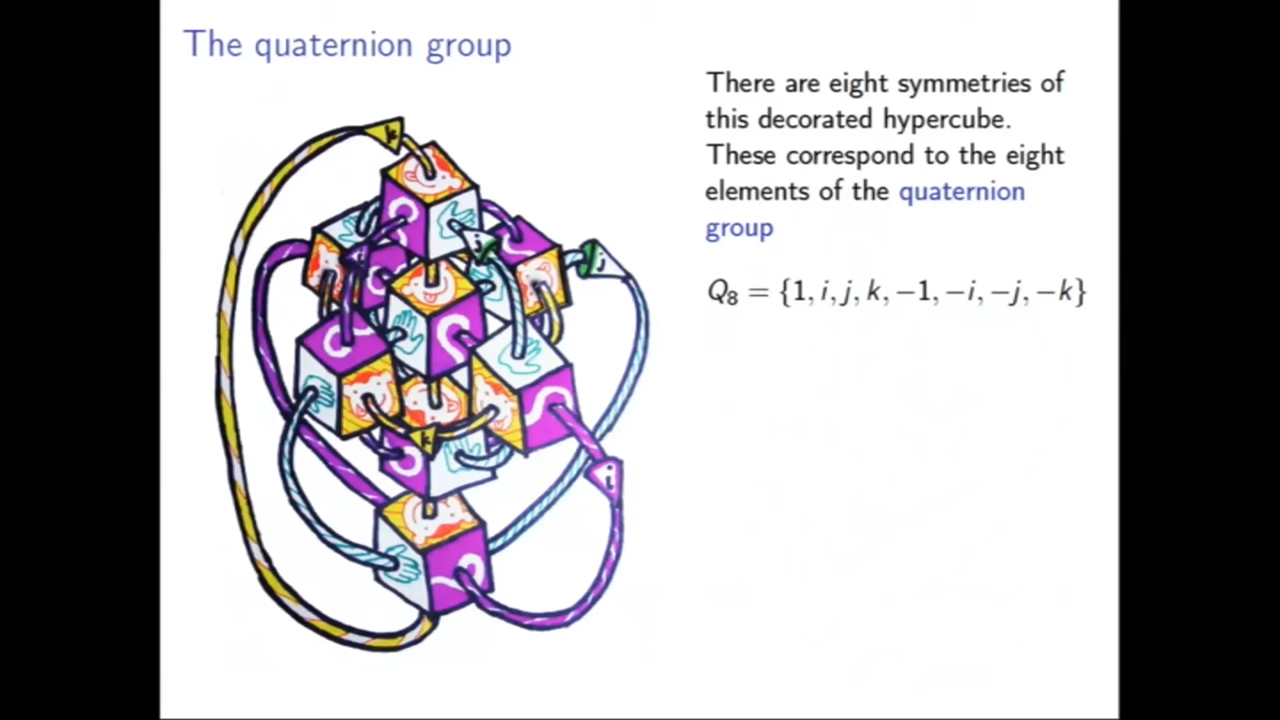 The quaternion group
There are eight symmetries of
this decorated hypercube.
These correspond to the eight
elements of the quaternion
group
Q₈ = {1, i, j, k, −1, −i, −j, −k}
k
i
j
j
k
i